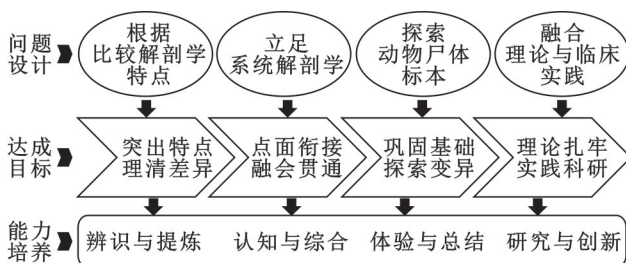 问题
设计
根据
比较解剖学
特点
立足
系统解剖学
探索
动物尸体
标本
融合
理论与临床
实践
达成
目标
突出特点
理清差异
点面衔接
融会贯通
巩固基础
探索变异
理论扎牢
实践科研
能力
培养
辨识与提炼
认知与综合
体验与总结
研究与创新